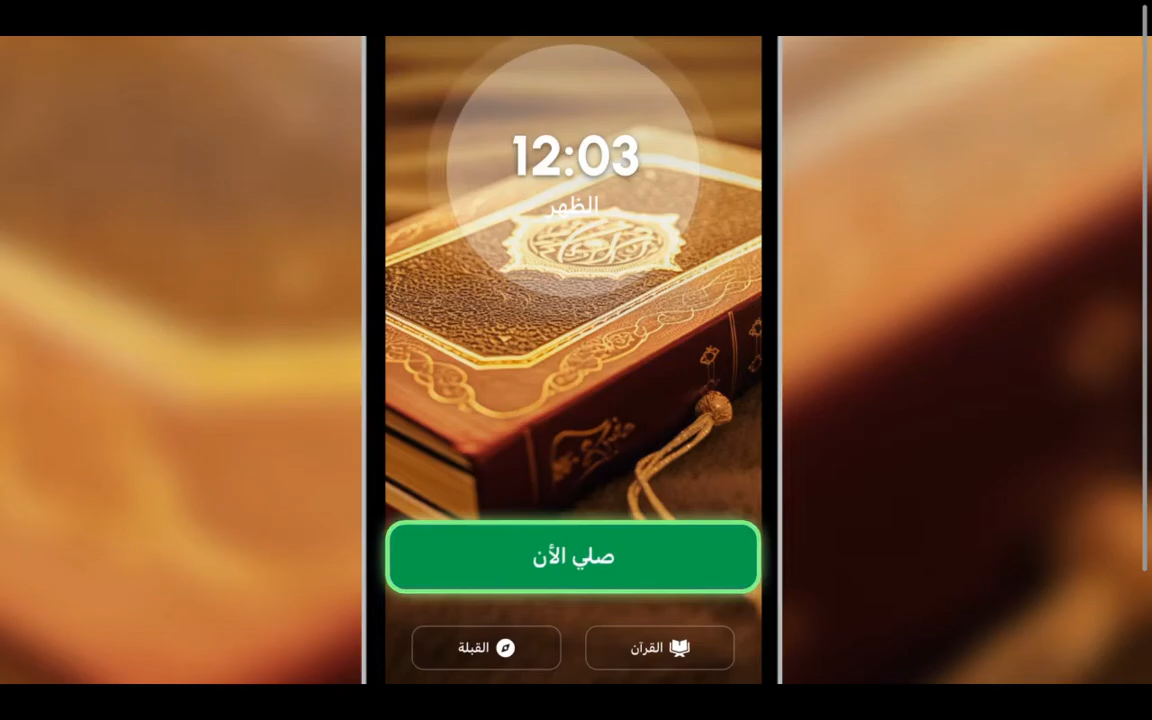 12:03
الظهر
صلي الأن
القرآن
القبلة